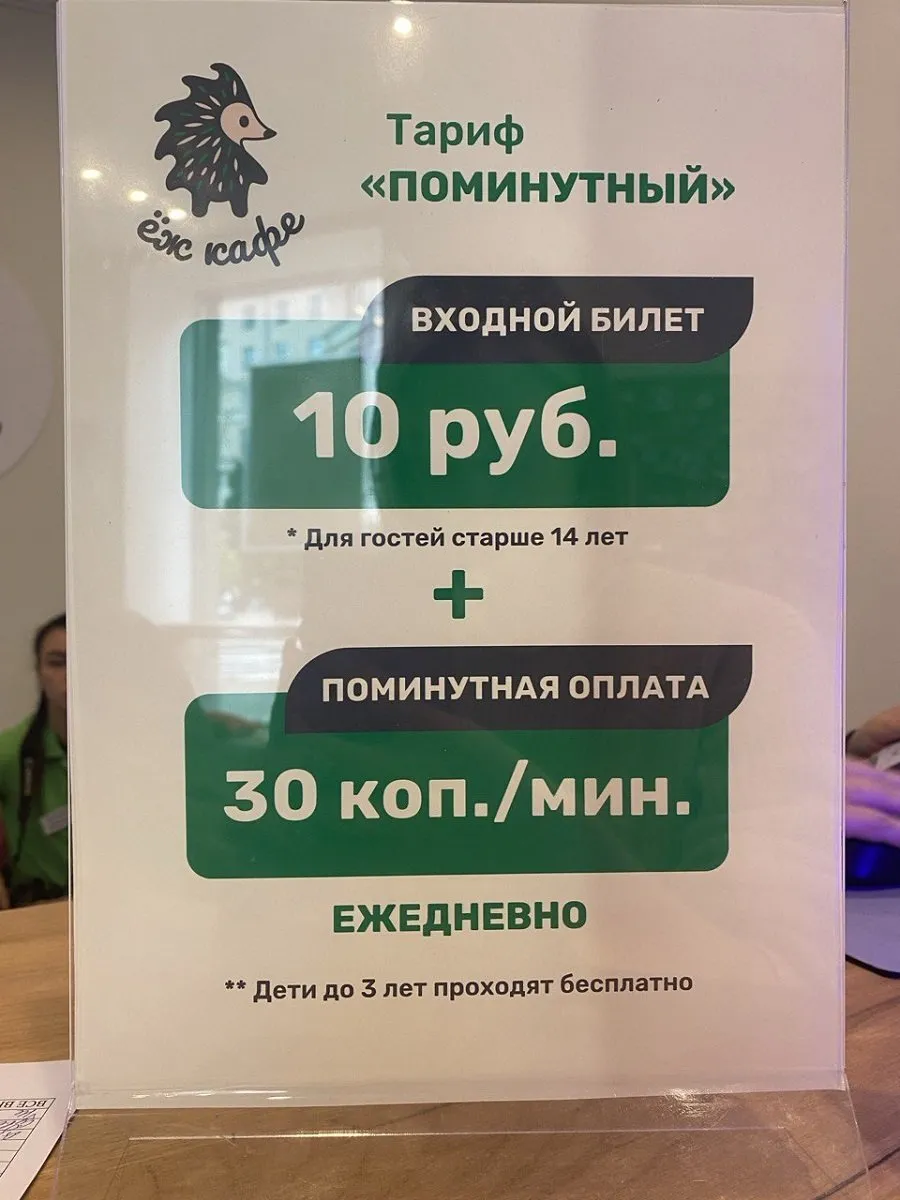 ёж кафе
Тариф
«ПОМИНУТНЫЙ»
ВХОДНОЙ БИЛЕТ
10 руб.
* Для гостей старше 14 лет
+
ПОМИНУТНАЯ ОПЛАТА
30 коп./мин.
ЕЖЕДНЕВНО
** Дети до 3 лет проходят бесплатно